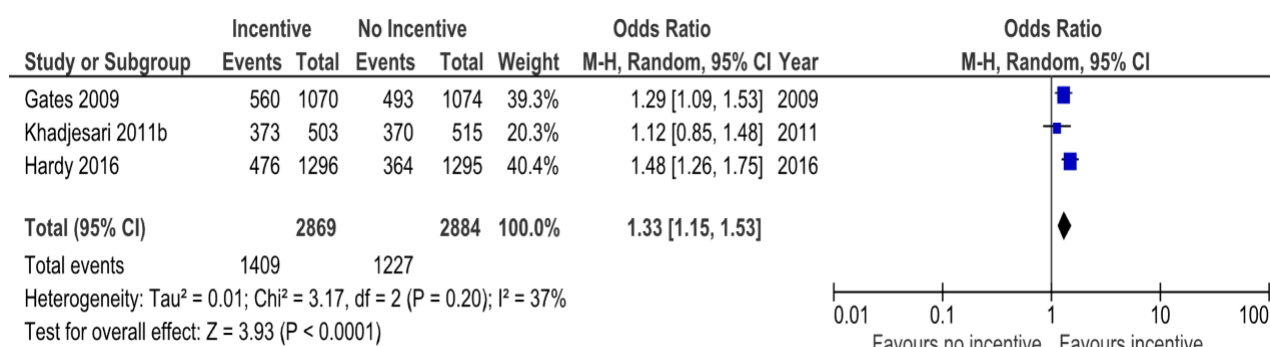 Incentive No Incentive Odds Ratio Odds Ratio
Study or Subgroup Events Total Events Total Weight M-H, Random, 95% CI Year M-H, Random, 95% CI
Gates 2009 560 1070 493 1074 39.3% 1.29 [1.09, 1.53] 2009
Khadjesari 2011b 373 503 370 515 20.3% 1.12 [0.85, 1.48] 2011
Hardy 2016 476 1296 364 1295 40.4% 1.48 [1.26, 1.75] 2016
Total (95% CI) 2869 2884 100.0% 1.33 [1.15, 1.53]
Total events 1409 1227
Heterogeneity: Tau² = 0.01; Chi² = 3.17, df = 2 (P = 0.20); I² = 37%
Test for overall effect: Z = 3.93 (P < 0.0001)
0.01 0.1 1 10 100
Favours no incentive Favours incentive